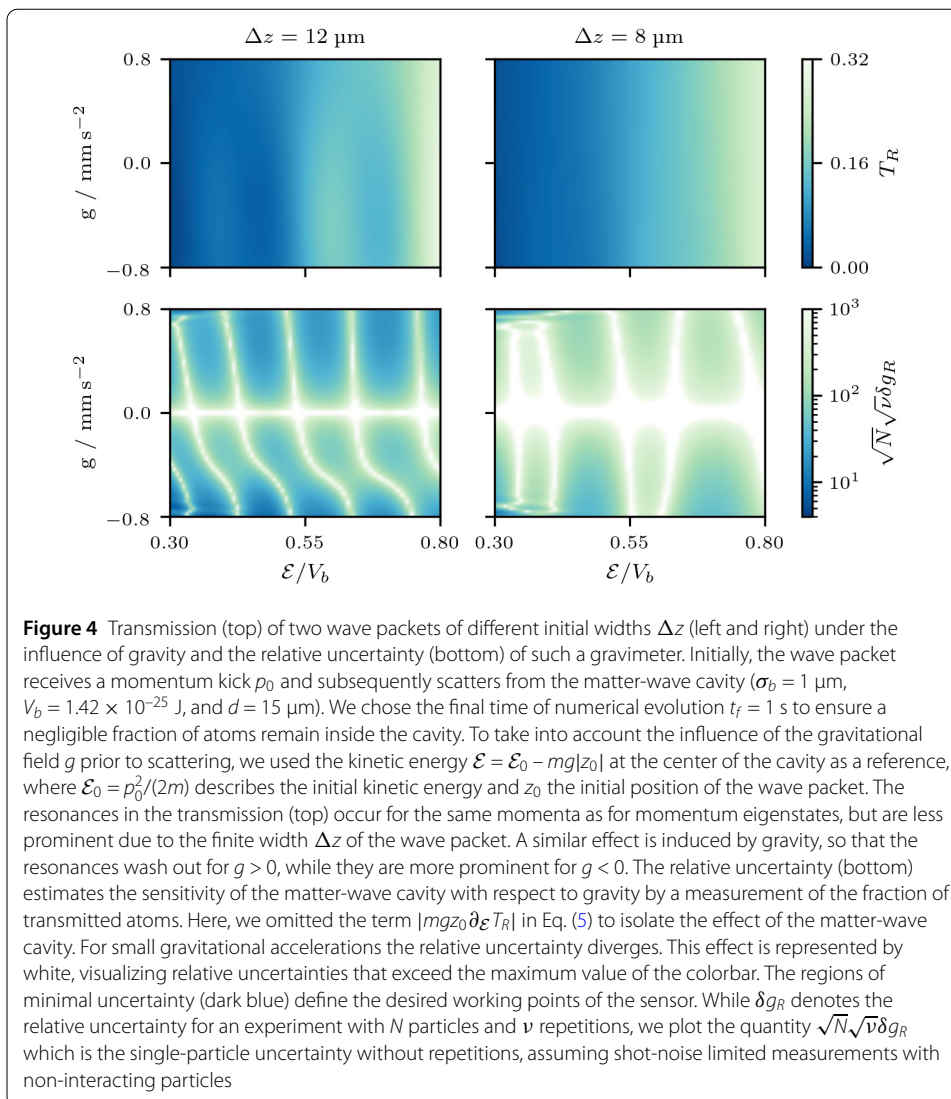 Δz = 12 µm
Δz = 8 µm
0.8
0.0
−0.8
g / mm s⁻²
0.32
0.16
0.00
T_R
0.8
0.0
−0.8
g / mm s⁻²
10³
10²
10¹
√N√νδg_R
0.30
0.55
0.80
0.30
0.55
0.80
ℰ/V_b
ℰ/V_b
Figure 4 Transmission (top) of two wave packets of different initial widths Δz (left and right) under the
influence of gravity and the relative uncertainty (bottom) of such a gravimeter. Initially, the wave packet
receives a momentum kick p₀ and subsequently scatters from the matter-wave cavity (σ_b = 1 µm,
V_b = 1.42 × 10⁻²⁵ J, and d = 15 µm). We chose the final time of numerical evolution t_f = 1 s to ensure a
negligible fraction of atoms remain inside the cavity. To take into account the influence of the gravitational
field g prior to scattering, we used the kinetic energy ℰ = ℰ₀ – mg|z₀| at the center of the cavity as a reference,
where ℰ₀ = p₀²/(2m) describes the initial kinetic energy and z₀ the initial position of the wave packet. The
resonances in the transmission (top) occur for the same momenta as for momentum eigenstates, but are less
prominent due to the finite width Δz of the wave packet. A similar effect is induced by gravity, so that the
resonances wash out for g > 0, while they are more prominent for g < 0. The relative uncertainty (bottom)
estimates the sensitivity of the matter-wave cavity with respect to gravity by a measurement of the fraction of
transmitted atoms. Here, we omitted the term |mgz₀∂_ℰT_R| in Eq. (5) to isolate the effect of the matter-wave
cavity. For small gravitational accelerations the relative uncertainty diverges. This effect is represented by
white, visualizing relative uncertainties that exceed the maximum value of the colorbar. The regions of
minimal uncertainty (dark blue) define the desired working points of the sensor. While δg_R denotes the
relative uncertainty for an experiment with N particles and ν repetitions, we plot the quantity √N√νδg_R
which is the single-particle uncertainty without repetitions, assuming shot-noise limited measurements with
non-interacting particles